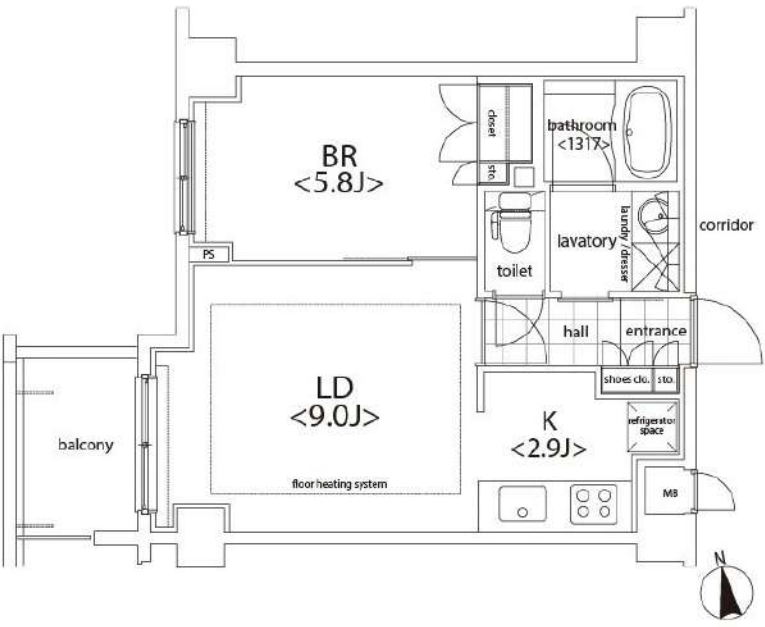 closet
bathroom
<1317>
BR
<5.8J>
sto.
laundry / dresser
corridor
lavatory
PS
toilet
hall
entrance
LD
<9.0J>
shoes clo.
sto.
K
<2.9J>
refrigerator
space
balcony
floor heating system
MB
N